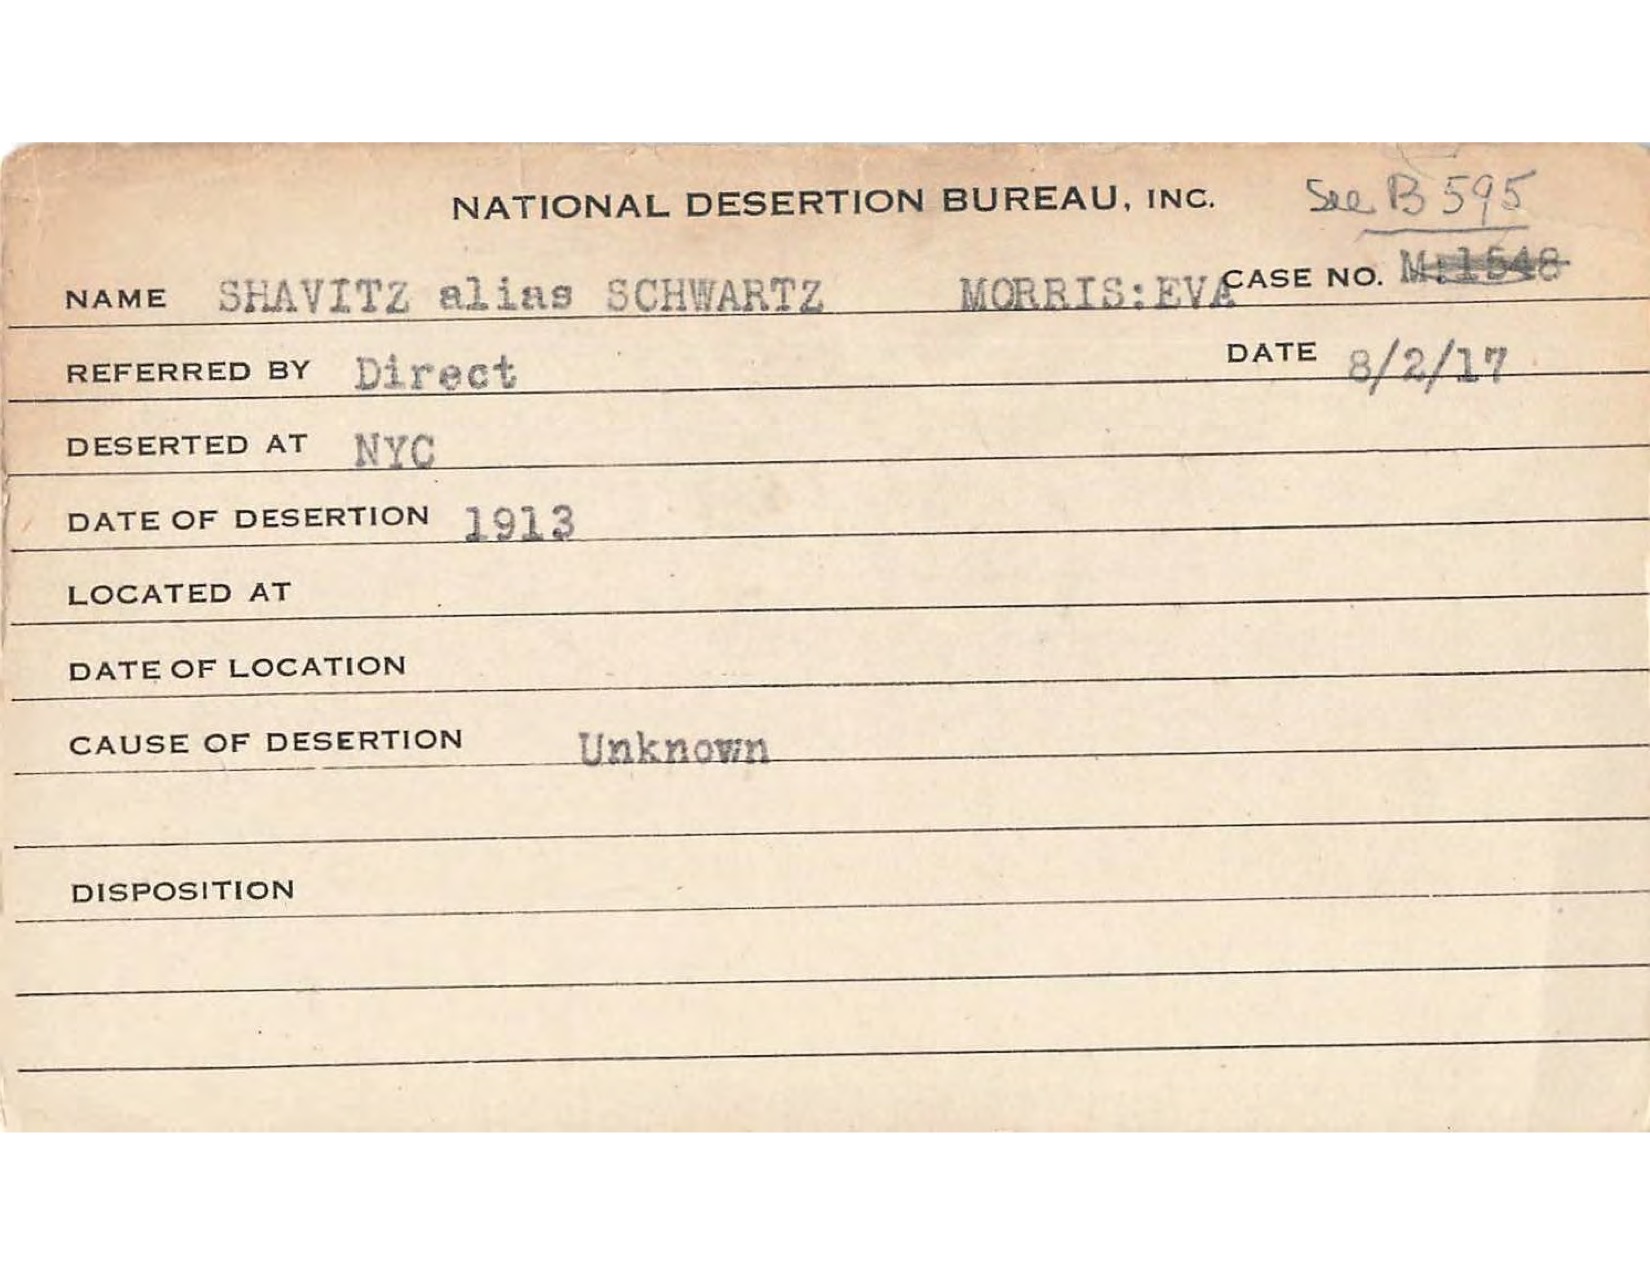 NATIONAL DESERTION BUREAU, INC. See B 595
NAME SHAVITZ alias SCHWARTZ MORRIS:EVA CASE NO. M:1548
REFERRED BY Direct DATE 8/2/17
DESERTED AT NYC
DATE OF DESERTION 1913
LOCATED AT
DATE OF LOCATION
CAUSE OF DESERTION Unknown
DISPOSITION